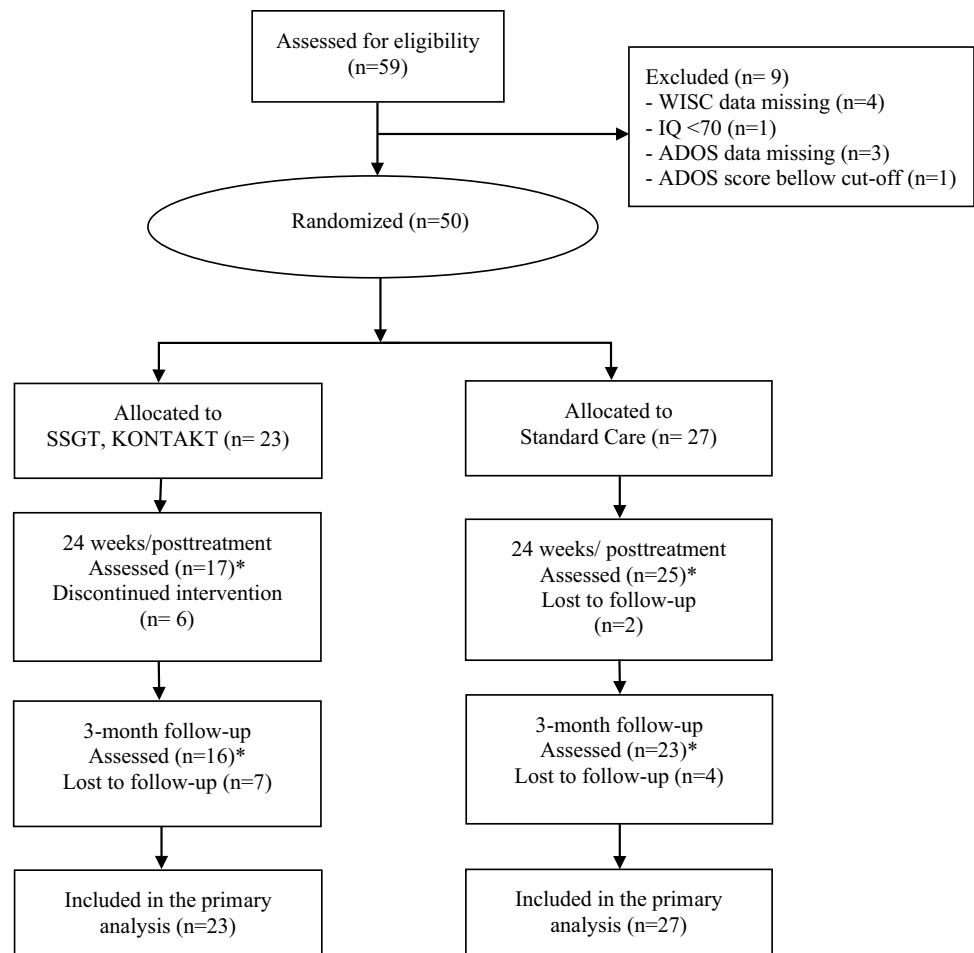 Assessed for eligibility
(n=59)
Excluded (n= 9)
- WISC data missing (n=4)
- IQ <70 (n=1)
- ADOS data missing (n=3)
- ADOS score bellow cut-off (n=1)
Randomized (n=50)
Allocated to
SSGT, KONTAKT (n= 23)
Allocated to
Standard Care (n= 27)
24 weeks/posttreatment
Assessed (n=17)*
Discontinued intervention
(n= 6)
24 weeks/ posttreatment
Assessed (n=25)*
Lost to follow-up
(n=2)
3-month follow-up
Assessed (n=16)*
Lost to follow-up (n=7)
3-month follow-up
Assessed (n=23)*
Lost to follow-up (n=4)
Included in the primary
analysis (n=23)
Included in the primary
analysis (n=27)